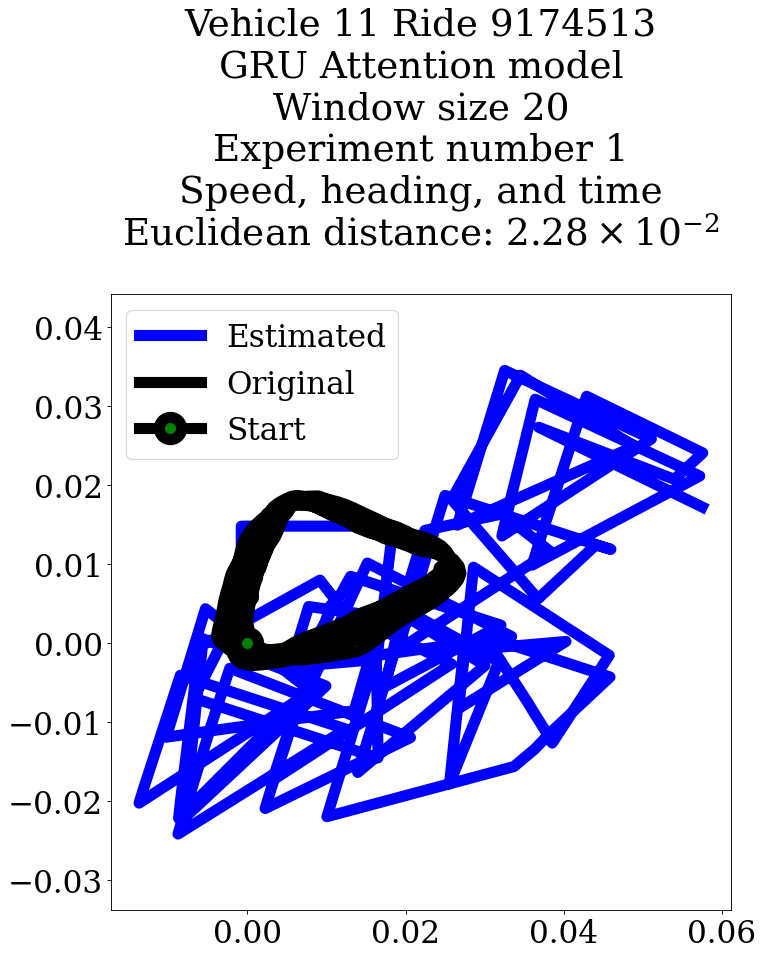 Vehicle 11 Ride 9174513
GRU Attention model
Window size 20
Experiment number 1
Speed, heading, and time
Euclidean distance: 2.28 × 10⁻²
Estimated
Original
Start
0.04
0.03
0.02
0.01
0.00
−0.01
−0.02
−0.03
0.00 0.02 0.04 0.06